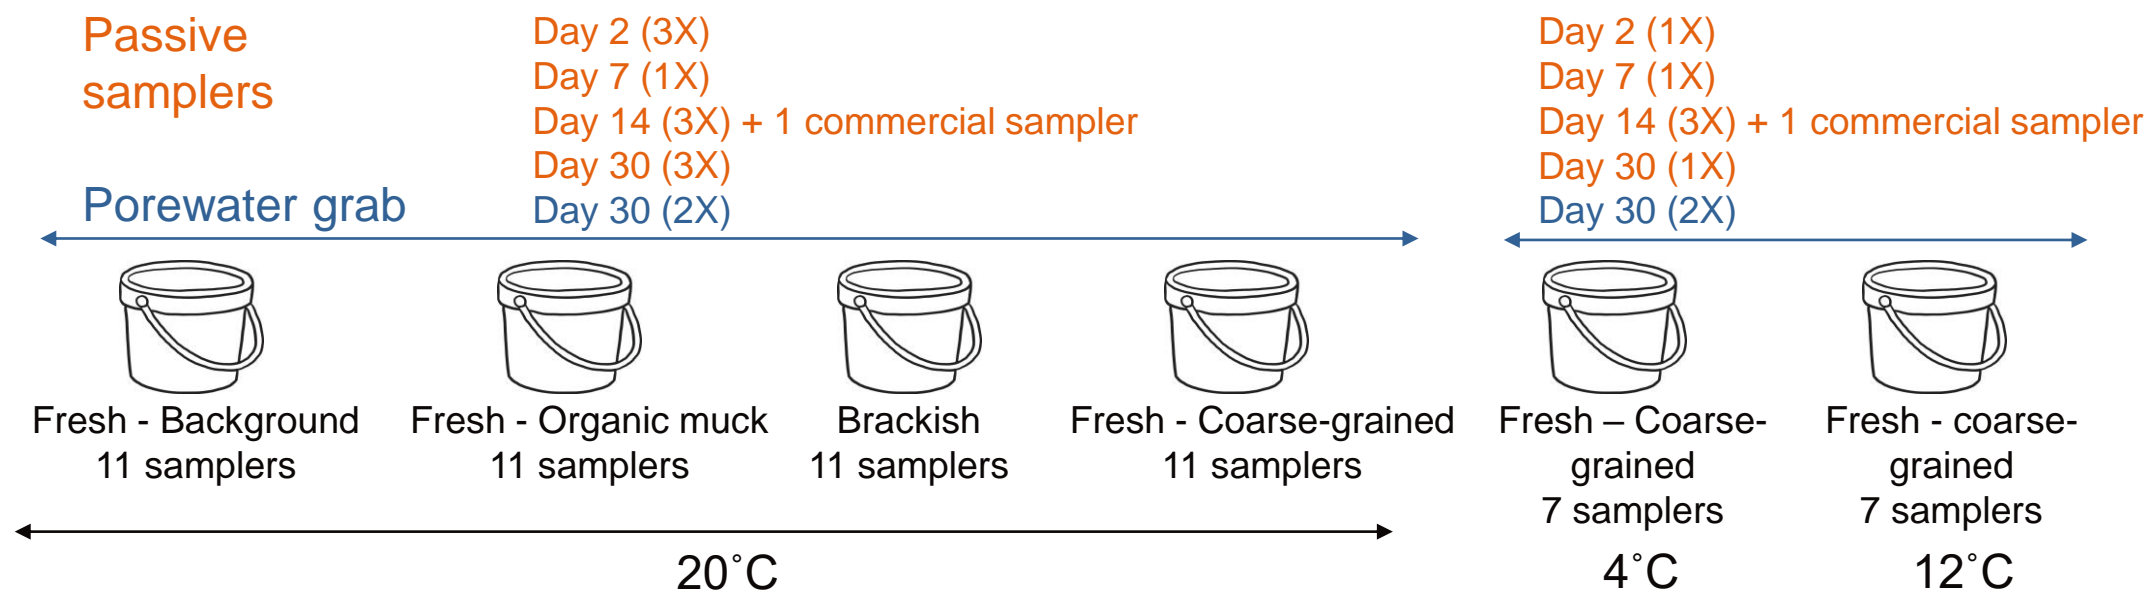 Passive
samplers
Day 2 (3X)
Day 7 (1X)
Day 14 (3X) + 1 commercial sampler
Day 30 (3X)
Porewater grab
Day 30 (2X)
Day 2 (1X)
Day 7 (1X)
Day 14 (3X) + 1 commercial sampler
Day 30 (1X)
Day 30 (2X)
Fresh - Background
11 samplers
Fresh - Organic muck
11 samplers
Brackish
11 samplers
Fresh - Coarse-grained
11 samplers
Fresh – Coarse-
grained
7 samplers
Fresh - coarse-
grained
7 samplers
20˚C
4˚C
12˚C